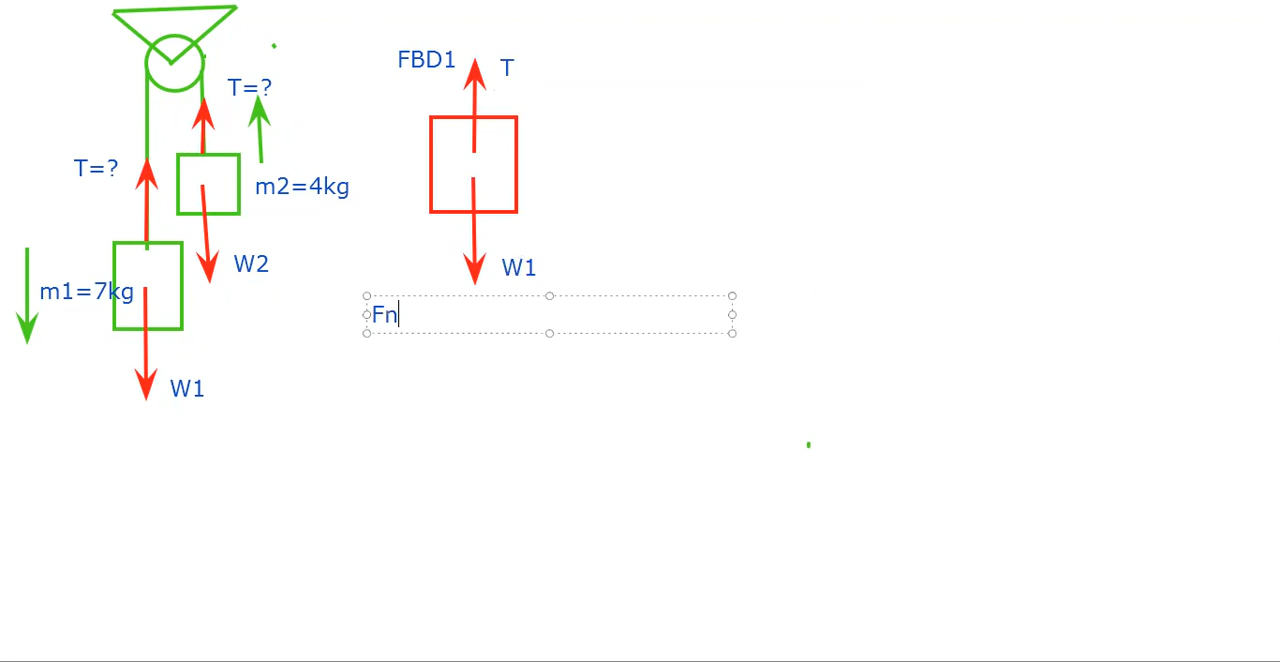 FBD1
T
T=?
T=?
m2=4kg
W2
W1
m1=7kg
Fn
W1